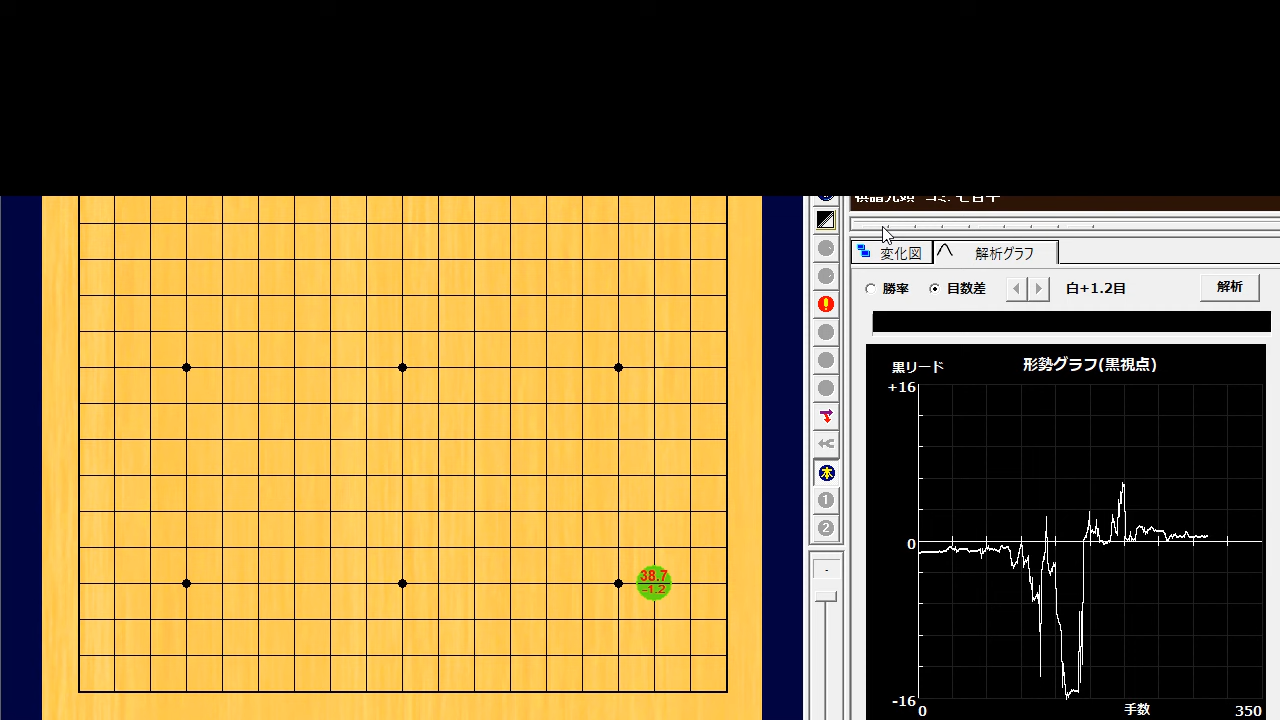 変化図
解析グラフ
勝率
目数差
白+1.2目
解析
形勢グラフ(黒視点)
黒リード
+16
0
-16
0
手数
350
38.7
-1.2
1
2